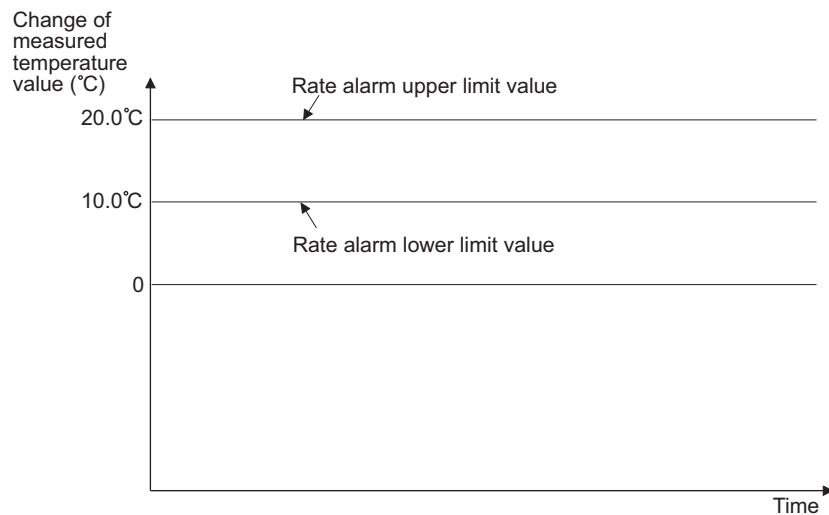 Change of
measured
temperature
value (℃)
Rate alarm upper limit value
20.0℃
10.0℃
Rate alarm lower limit value
0
Time